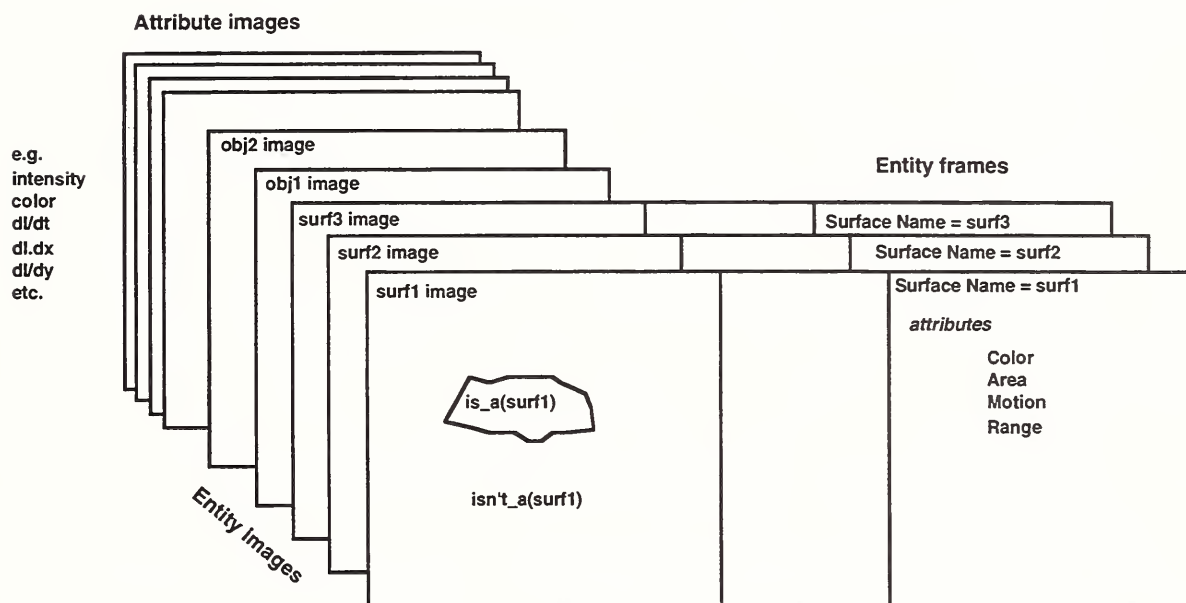 Attribute images
e.g.
intensity
color
dI/dt
dI.dx
dI/dy
etc.
obj2 image
obj1 image
Entity frames
surf3 image
Surface Name = surf3
surf2 image
Surface Name = surf2
surf1 image
Surface Name = surf1
attributes
Color
Area
Motion
Range
is_a(surf1)
isn't_a(surf1)
Entity images